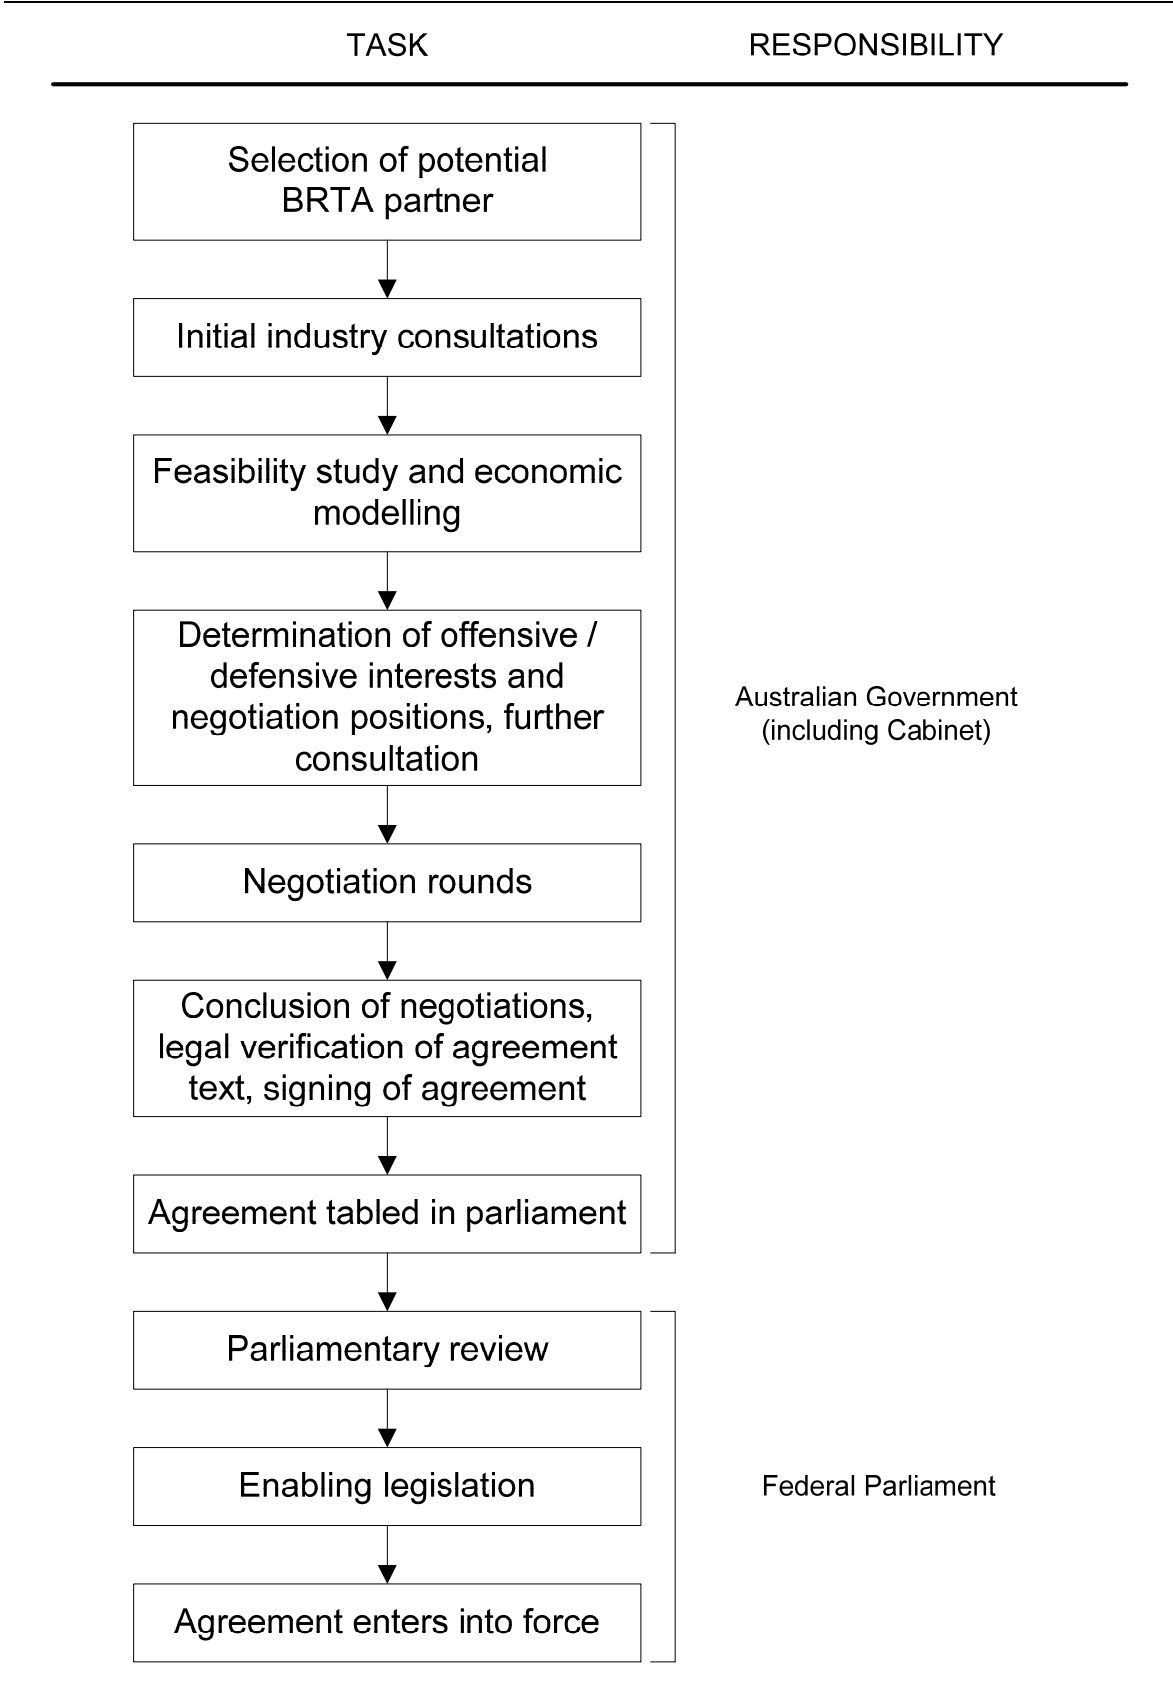 TASK
RESPONSIBILITY
Selection of potential
BRTA partner
Initial industry consultations
Feasibility study and economic
modelling
Determination of offensive /
defensive interests and
negotiation positions, further
consultation
Australian Government
(including Cabinet)
Negotiation rounds
Conclusion of negotiations,
legal verification of agreement
text, signing of agreement
Agreement tabled in parliament
Parliamentary review
Enabling legislation
Federal Parliament
Agreement enters into force